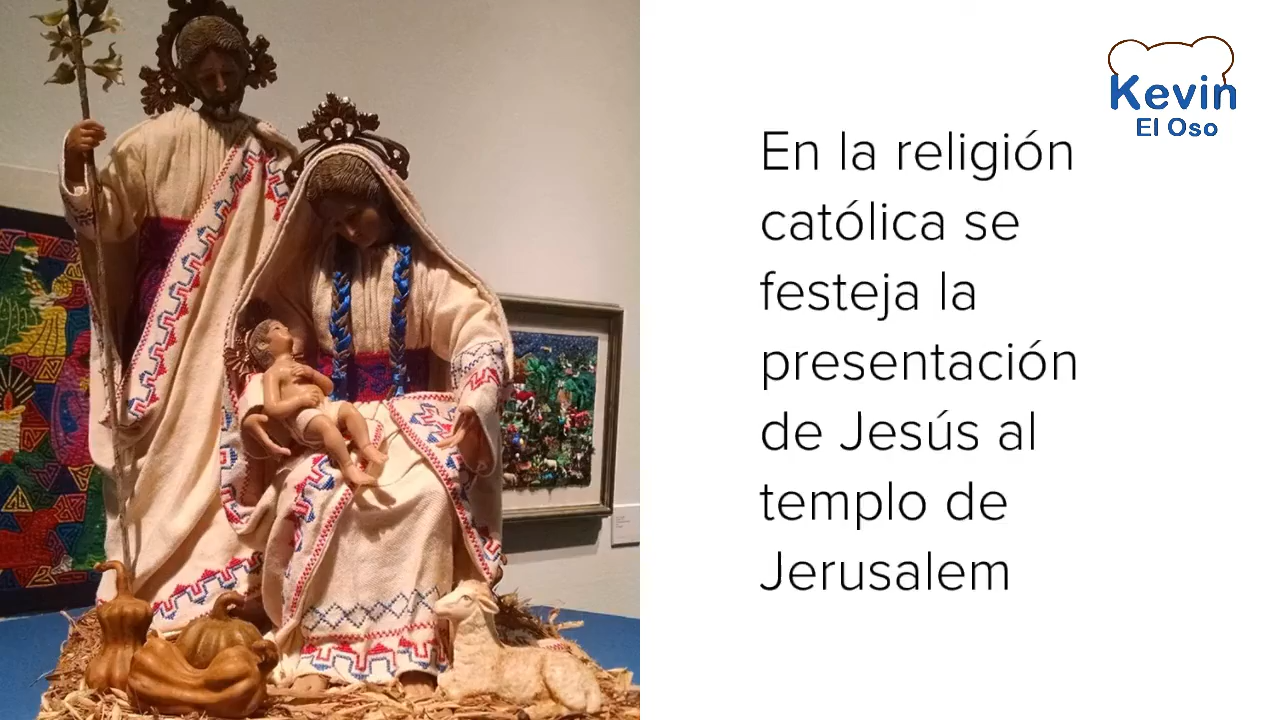 Kevin
El Oso
En la religión
católica se
festeja la
presentación
de Jesús al
templo de
Jerusalem